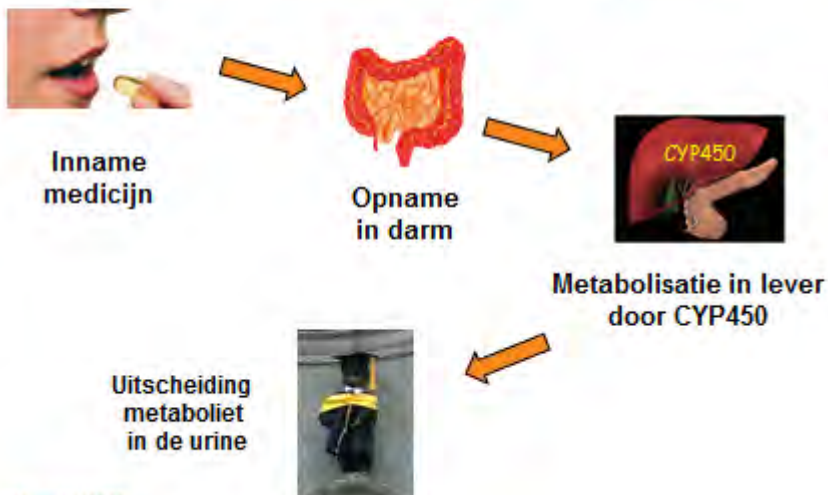 Inname
medicijn
Opname
in darm
CYP450
Metabolisatie in lever
door CYP450
Uitscheiding
metaboliet
in de urine